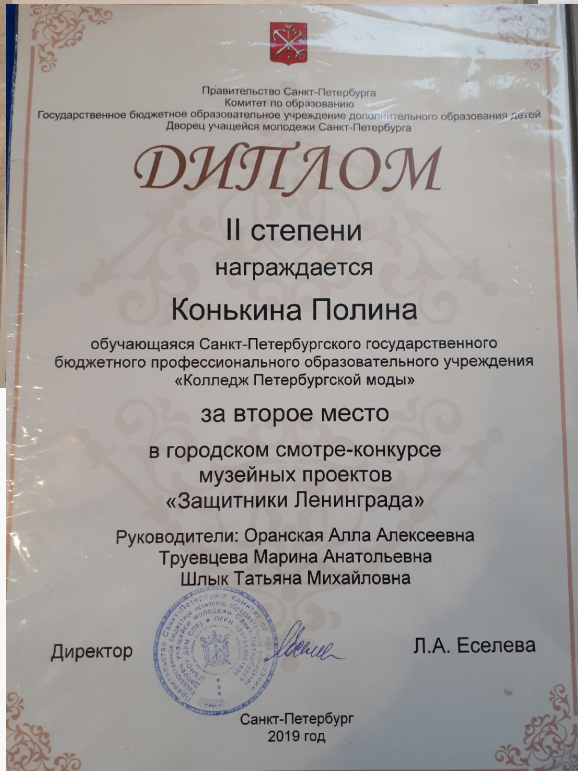 Правительство Санкт-Петербурга
Комитет по образованию
Государственное бюджетное образовательное учреждение дополнительного образования детей
Дворец учащейся молодежи Санкт-Петербурга
ДИПЛОМ
II степени
награждается
Конькина Полина
обучающаяся Санкт-Петербургского государственного
бюджетного профессионального образовательного учреждения
«Колледж Петербургской моды»
за второе место
в городском смотре-конкурсе
музейных проектов
«Защитники Ленинграда»
Руководители: Оранская Алла Алексеевна
Труевцева Марина Анатольевна
Шлык Татьяна Михайловна
Директор
Л.А. Еселева
Санкт-Петербург
2019 год